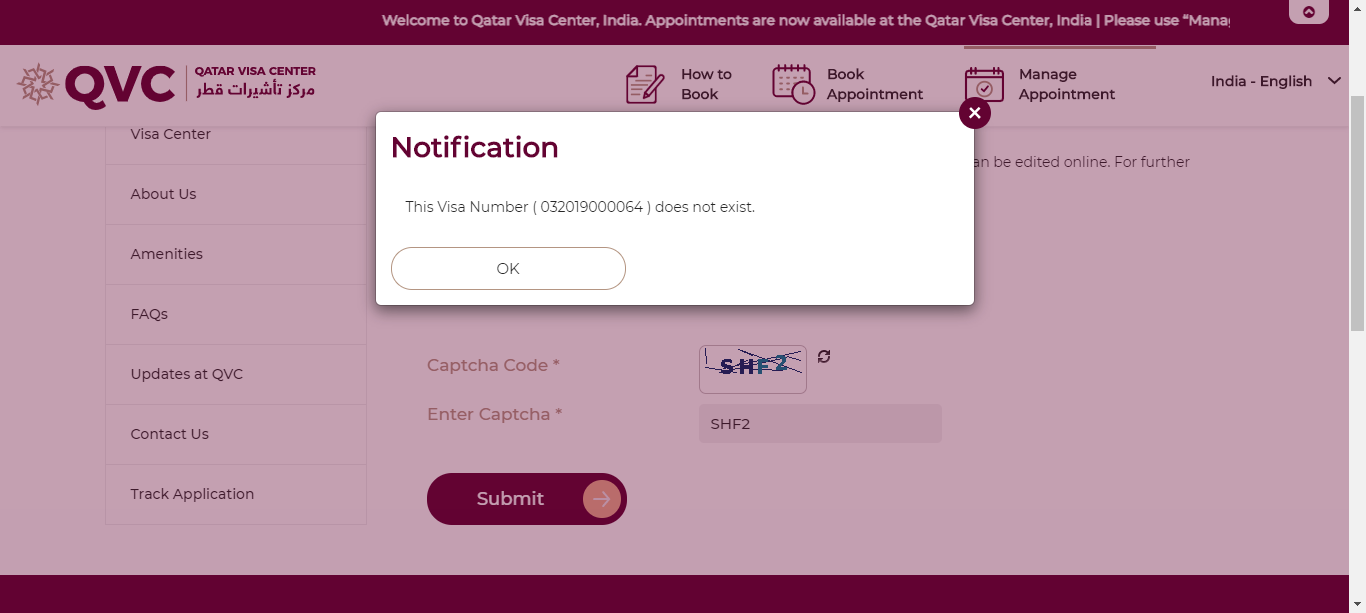 Welcome to Qatar Visa Center, India. Appointments are now available at the Qatar Visa Center, India | Please use “Manag
QVC
QATAR VISA CENTER
مركز تأشيرات قطر
How to
Book
Book
Appointment
Manage
Appointment
India - English
Visa Center
About Us
Amenities
FAQs
Updates at QVC
Contact Us
Track Application
an be edited online. For further
Notification
This Visa Number ( 032019000064 ) does not exist.
OK
Captcha Code *
SHF2
Enter Captcha *
SHF2
Submit